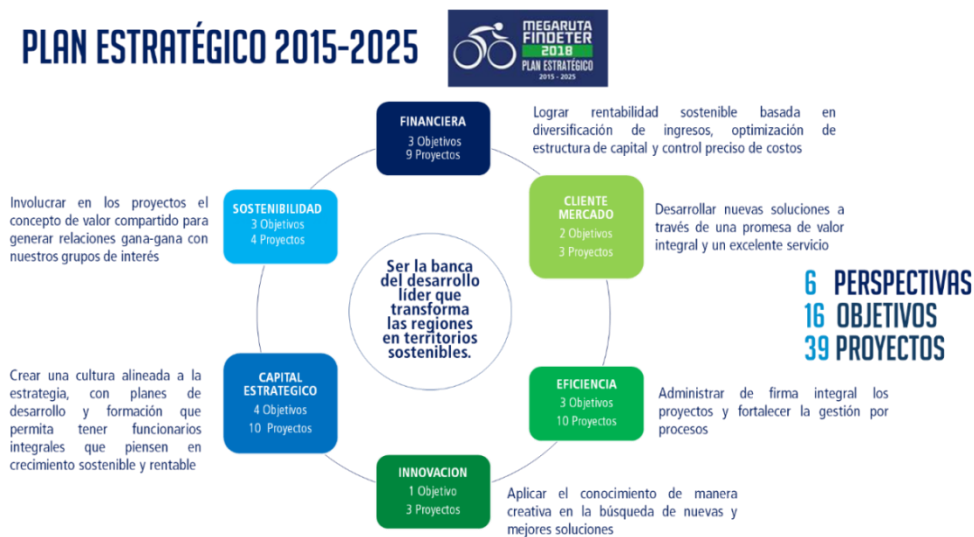 PLAN ESTRATÉGICO 2015-2025
MEGARUTA
FINDETER
2018
PLAN ESTRATÉGICO
2015 - 2025
FINANCIERA
3 Objetivos
9 Proyectos
Lograr rentabilidad sostenible basada en
diversificación de ingresos, optimización de
estructura de capital y control preciso de costos
CLIENTE
MERCADO
2 Objetivos
3 Proyectos
Desarrollar nuevas soluciones a
través de una promesa de valor
integral y un excelente servicio
Involucrar en los proyectos el
concepto de valor compartido para
generar relaciones gana-gana con
nuestros grupos de interés
SOSTENIBILIDAD
3 Objetivos
4 Proyectos
Ser la banca
del desarrollo
líder que
transforma
las regiones
en territorios
sostenibles.
6 PERSPECTIVAS
16 OBJETIVOS
39 PROYECTOS
Crear una cultura alineada a la
estrategia, con planes de
desarrollo y formación que
permita tener funcionarios
integrales que piensen en
crecimiento sostenible y rentable
CAPITAL
ESTRATEGICO
4 Objetivos
10 Proyectos
EFICIENCIA
3 Objetivos
10 Proyectos
Administrar de firma integral los
proyectos y fortalecer la gestión por
procesos
INNOVACION
1 Objetivo
3 Proyectos
Aplicar el conocimiento de manera
creativa en la búsqueda de nuevas y
mejores soluciones